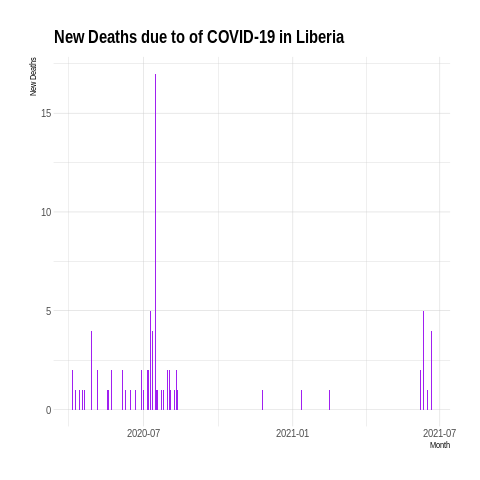 New Deaths due to of COVID-19 in Liberia
New Deaths
15
10
5
0
2020-07
2021-01
2021-07
Month